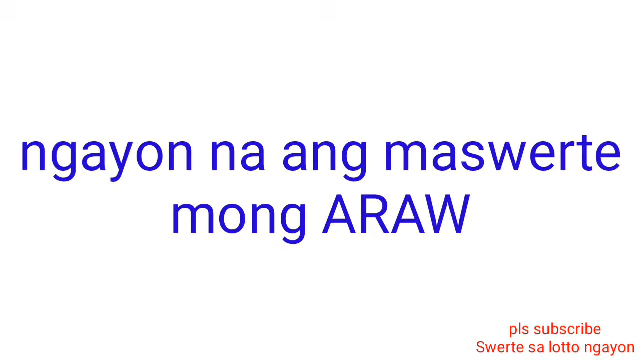 ngayon na ang maswerte
mong ARAW
pls subscribe
Swerte sa lotto ngayon